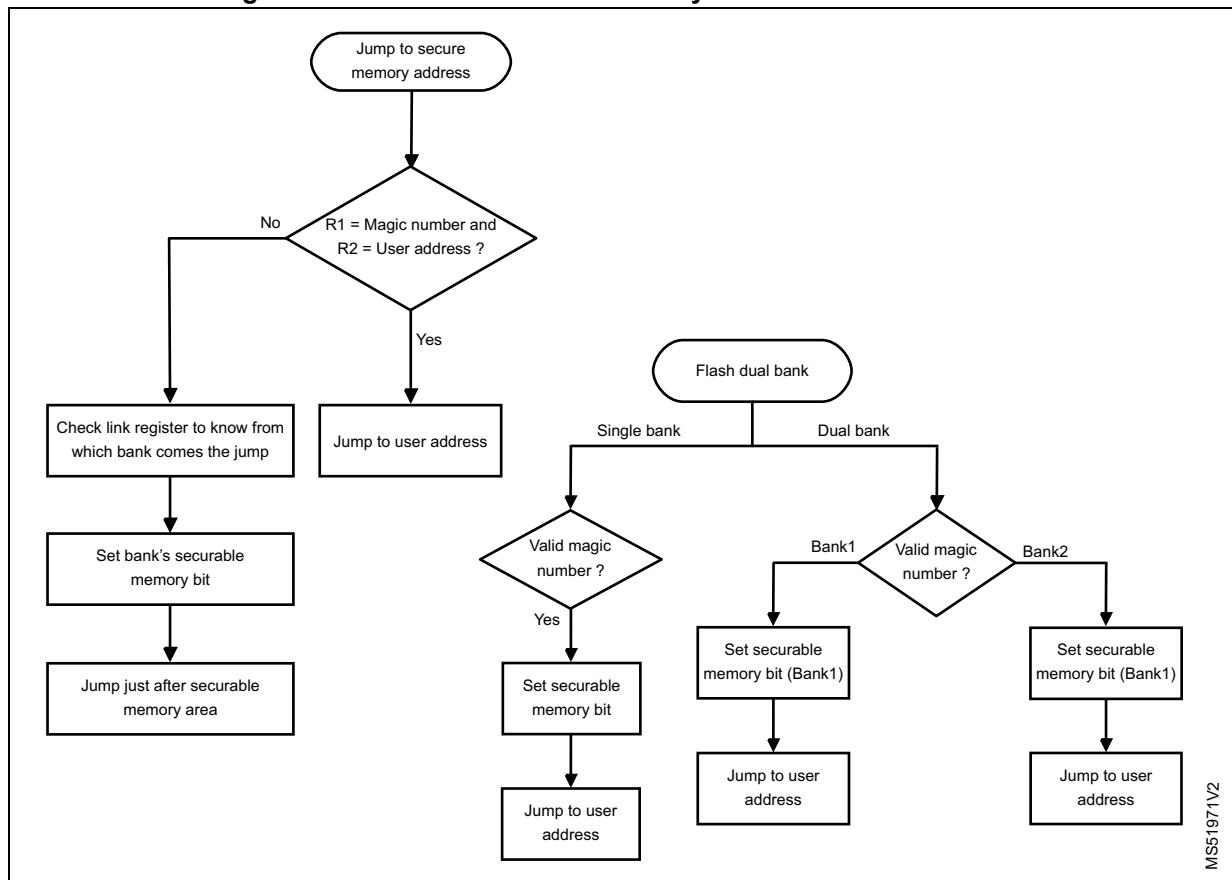 Jump to secure
memory address
No
R1 = Magic number and
R2 = User address ?
Yes
Check link register to know from
which bank comes the jump
Jump to user address
Set bank's securable
memory bit
Jump just after securable
memory area
Flash dual bank
Single bank
Dual bank
Valid magic
number ?
Yes
Set securable
memory bit
Jump to user
address
Bank1
Valid magic
number ?
Bank2
Set securable
memory bit (Bank1)
Jump to user
address
Set securable
memory bit (Bank1)
Jump to user
address
MS51971V2